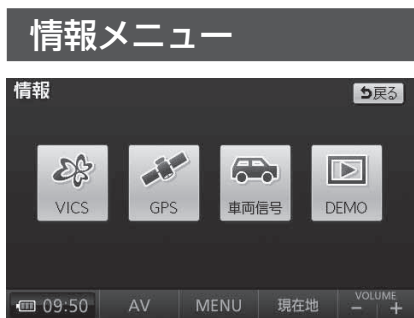 情報メニュー
情報
戻る
VICS
GPS
車両信号
DEMO
09:50
AV
MENU
現在地
VOLUME
− +